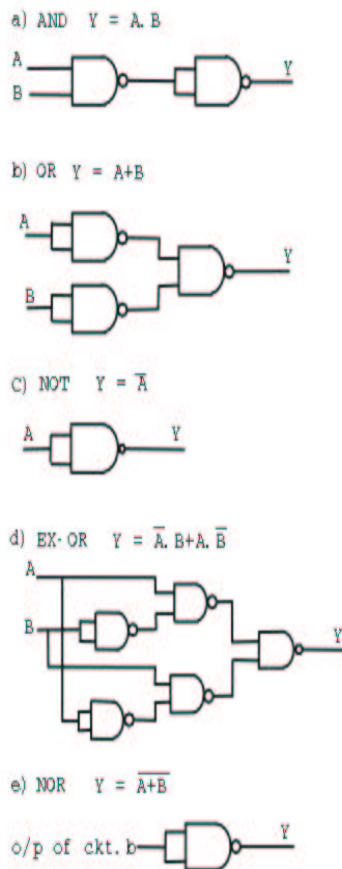 a) AND Y = A.B
A
B
Y
b) OR Y = A+B
A
B
Y
C) NOT Y = A̅
A
Y
d) EX-OR Y = A̅.B+A.B̅
A
B
Y
e) NOR Y = A̅+̅B̅
o/p of ckt.b
Y